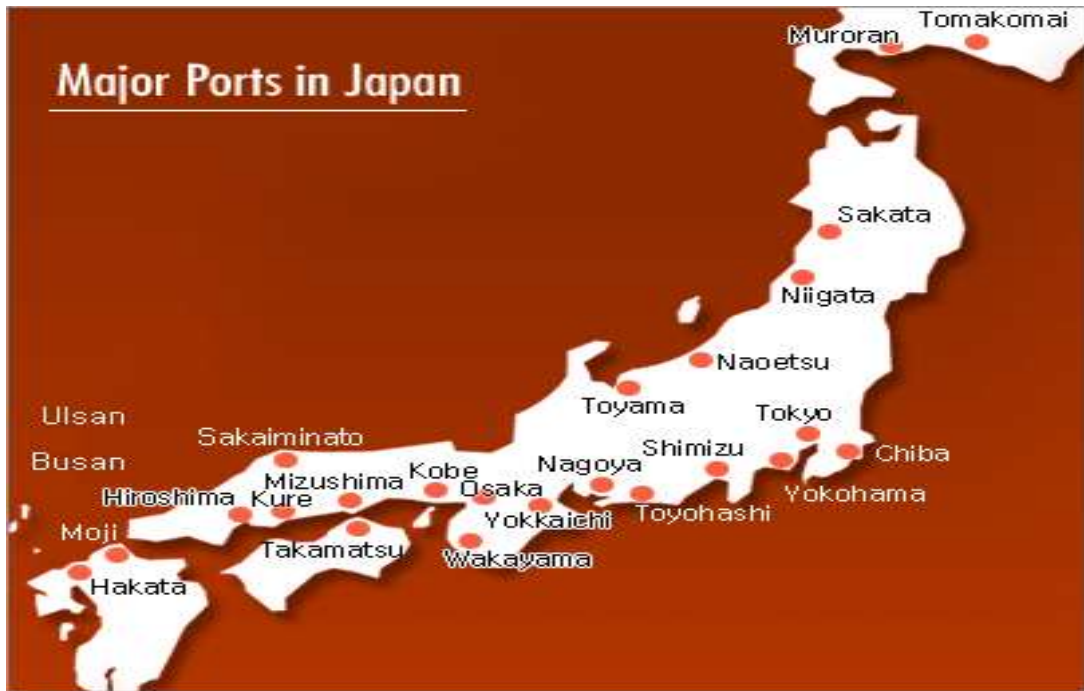 Tomakomai
Muroran
Major Ports in Japan
Sakata
Niigata
Naoetsu
Toyama
Ulsan
Tokyo
Sakaiminato
Shimizu
Chiba
Busan
Nagoya
Kobe
Mizushima
Osaka
Yokohama
Hiroshima
Kure
Toyohashi
Yokkaichi
Moji
Takamatsu
Wakayama
Hakata